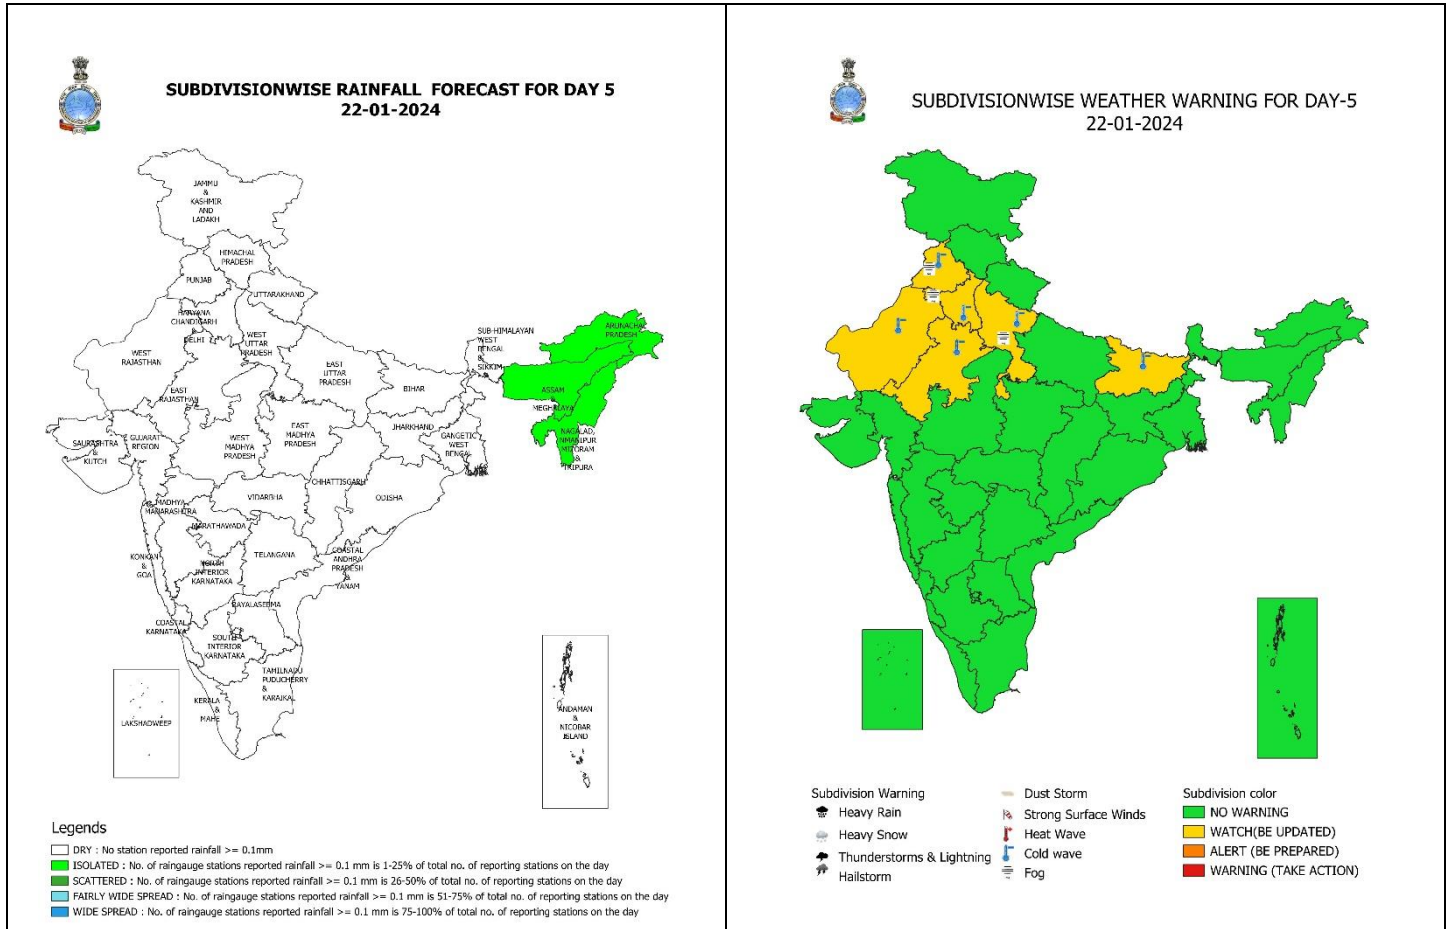 SUBDIVISIONWISE RAINFALL FORECAST FOR DAY 5
22-01-2024
JAMMU
&
KASHMIR
AND
LADAKH
HIMACHAL
PRADESH
PUNJAB
UTTARAKHAND
HARYANA
CHANDIGARH
&
DELHI
WEST
UTTAR
PRADESH
WEST
RAJASTHAN
EAST
UTTAR
PRADESH
SUB-HIMALAYAN
WEST
BENGAL
&
SIKKIM
ARUNACHAL
PRADESH
EAST
RAJASTHAN
BIHAR
ASSAM
&
MEGHALAYA
SAURASHTRA
&
KUTCH
GUJARAT
REGION
WEST
MADHYA
PRADESH
EAST
MADHYA
PRADESH
JHARKHAND
GANGETIC
WEST
BENGAL
NAGALAD,
MANIPUR
MIZORAM
&
TRIPURA
CHHATTISGARH
ODISHA
VIDARBHA
MADHYA
MAHARASHTRA
MARATHAWADA
KONKAN
&
GOA
NORTH
INTERIOR
KARNATAKA
TELANGANA
COASTAL
ANDHRA
PRADESH
&
YANAM
RAYALASEEMA
COASTAL
KARNATAKA
SOUTH
INTERIOR
KARNATAKA
TAMILNADU
PUDUCHERRY
&
KARAIKAL
KERALA
&
MAHE
LAKSHADWEEP
ANDAMAN
&
NICOBAR
ISLAND
Legends
DRY : No station reported rainfall >= 0.1mm
ISOLATED : No. of raingauge stations reported rainfall >= 0.1 mm is 1-25% of total no. of reporting stations on the day
SCATTERED : No. of raingauge stations reported rainfall >= 0.1 mm is 26-50% of total no. of reporting stations on the day
FAIRLY WIDE SPREAD : No. of raingauge stations reported rainfall >= 0.1 mm is 51-75% of total no. of reporting stations on the day
WIDE SPREAD : No. of raingauge stations reported rainfall >= 0.1 mm is 75-100% of total no. of reporting stations on the day
SUBDIVISIONWISE WEATHER WARNING FOR DAY-5
22-01-2024
Subdivision Warning
Heavy Rain
Heavy Snow
Thunderstorms & Lightning
Hailstorm
Dust Storm
Strong Surface Winds
Heat Wave
Cold wave
Fog
Subdivision color
NO WARNING
WATCH(BE UPDATED)
ALERT (BE PREPARED)
WARNING (TAKE ACTION)